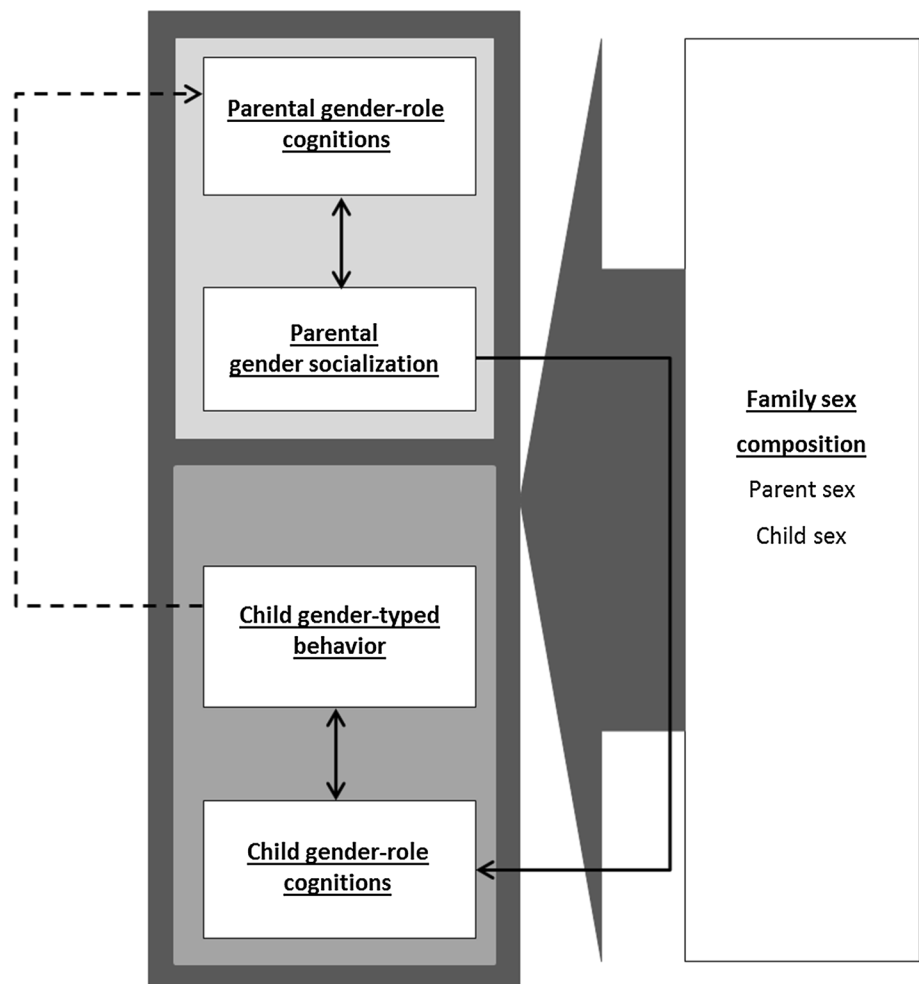 Parental gender-role
cognitions
Parental
gender socialization
Child gender-typed
behavior
Child gender-role
cognitions
Family sex
composition
Parent sex
Child sex